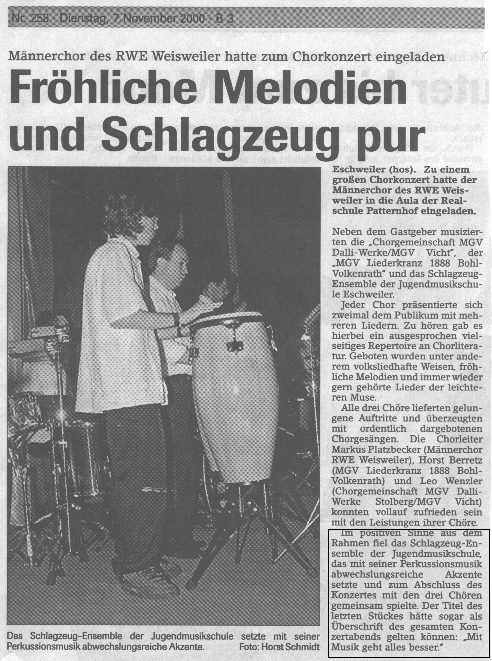 Nr. 258 · Dienstag, 7. November 2000 - B 3
Männerchor des RWE Weisweiler hatte zum Chorkonzert eingeladen
Fröhliche Melodien
und Schlagzeug pur
Eschweiler (hos). Zu einem
großen Chorkonzert hatte der
Männerchor des RWE Weis-
weiler in die Aula der Real-
schule Patternhof eingeladen.
Neben dem Gastgeber musizier-
ten die „Chorgemeinschaft MGV
Dalli-Werke/MGV Vicht", der
„MGV Liederkranz 1888 Bohl-
Volkenrath" und das Schlagzeug-
Ensemble der Jugendmusikschu-
le Eschweiler.
Jeder Chor präsentierte sich
zweimal dem Publikum mit meh-
reren Liedern. Zu hören gab es
hierbei ein ausgesprochen viel-
seitiges Repertoire an Chorlitera-
tur. Geboten wurden unter ande-
rem volksliedhafte Weisen, fröh-
liche Melodien und immer wieder
gern gehörte Lieder der leichte-
ren Muse.
Alle drei Chöre lieferten gelun-
gene Auftritte und überzeugten
mit ordentlich dargebotenen
Chorgesängen. Die Chorleiter
Markus Platzbecker (Männerchor
RWE Weisweiler), Horst Berretz
(MGV Liederkranz 1888 Bohl-
Volkenrath) und Leo Wenzler
(Chorgemeinschaft MGV Dalli-
Werke Stolberg/MGV Vicht)
konnten vollauf zufrieden sein
mit den Leistungen ihrer Chöre.
Im positiven Sinne aus dem
Rahmen fiel das Schlagzeug-En-
semble der Jugendmusikschule,
das mit seiner Perkussionsmusik
abwechslungsreiche Akzente
setzte und zum Abschluss des
Konzertes mit den drei Chören
gemeinsam spielte. Der Titel des
letzten Stückes hätte sogar als
Überschrift des gesamten Kon-
zertabends gelten können: „Mit
Musik geht alles besser."
Das Schlagzeug-Ensemble der Jugendmusikschule setzte mit seiner
Perkussionsmusik abwechslungsreiche Akzente. Foto: Horst Schmidt